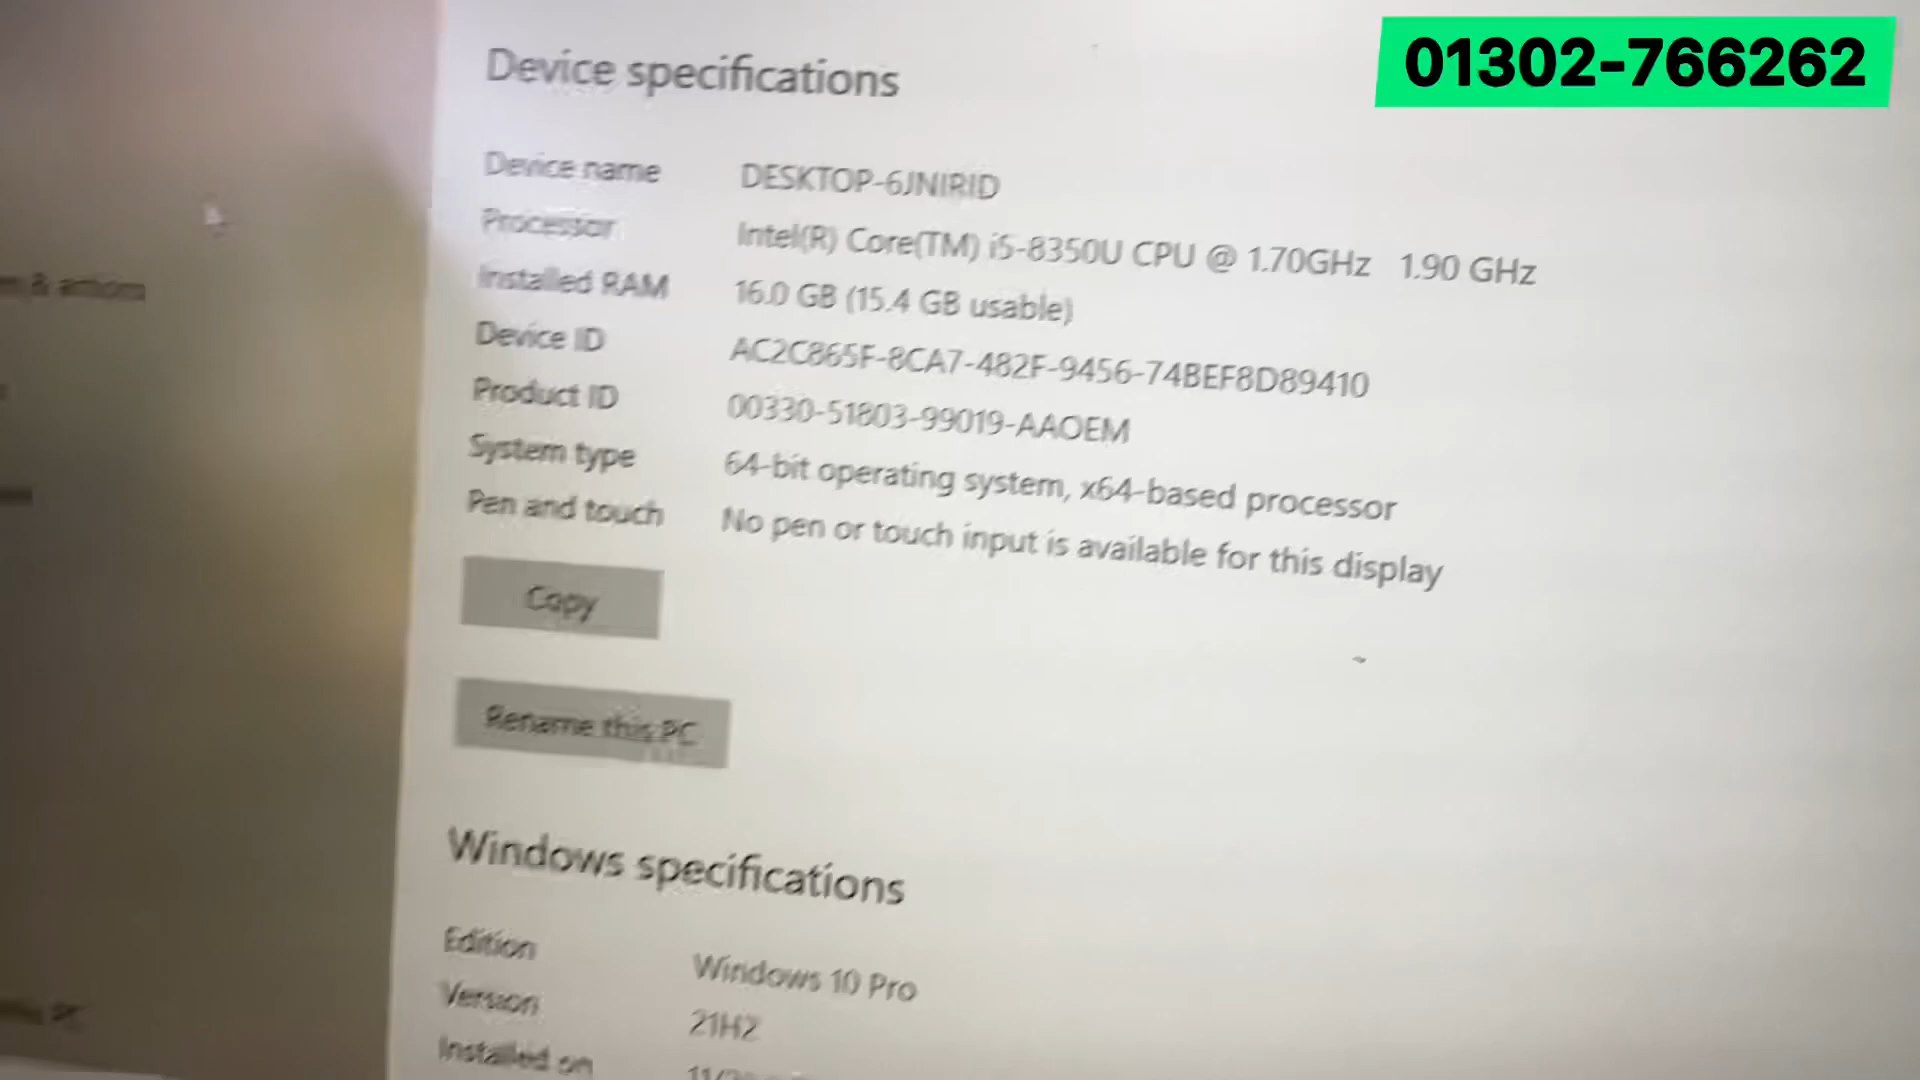 01302-766262
Device specifications
Device name DESKTOP-6JNIRID
Processor Intel(R) Core(TM) i5-8350U CPU @ 1.70GHz 1.90 GHz
Installed RAM 16.0 GB (15.4 GB usable)
Device ID AC2C865F-8CA7-482F-9456-74BEF8D89410
Product ID 00330-51803-99019-AAOEM
System type 64-bit operating system, x64-based processor
Pen and touch No pen or touch input is available for this display
& actions
Copy
Rename this PC
Windows specifications
Edition Windows 10 Pro
Version 21H2
PC
Installed on